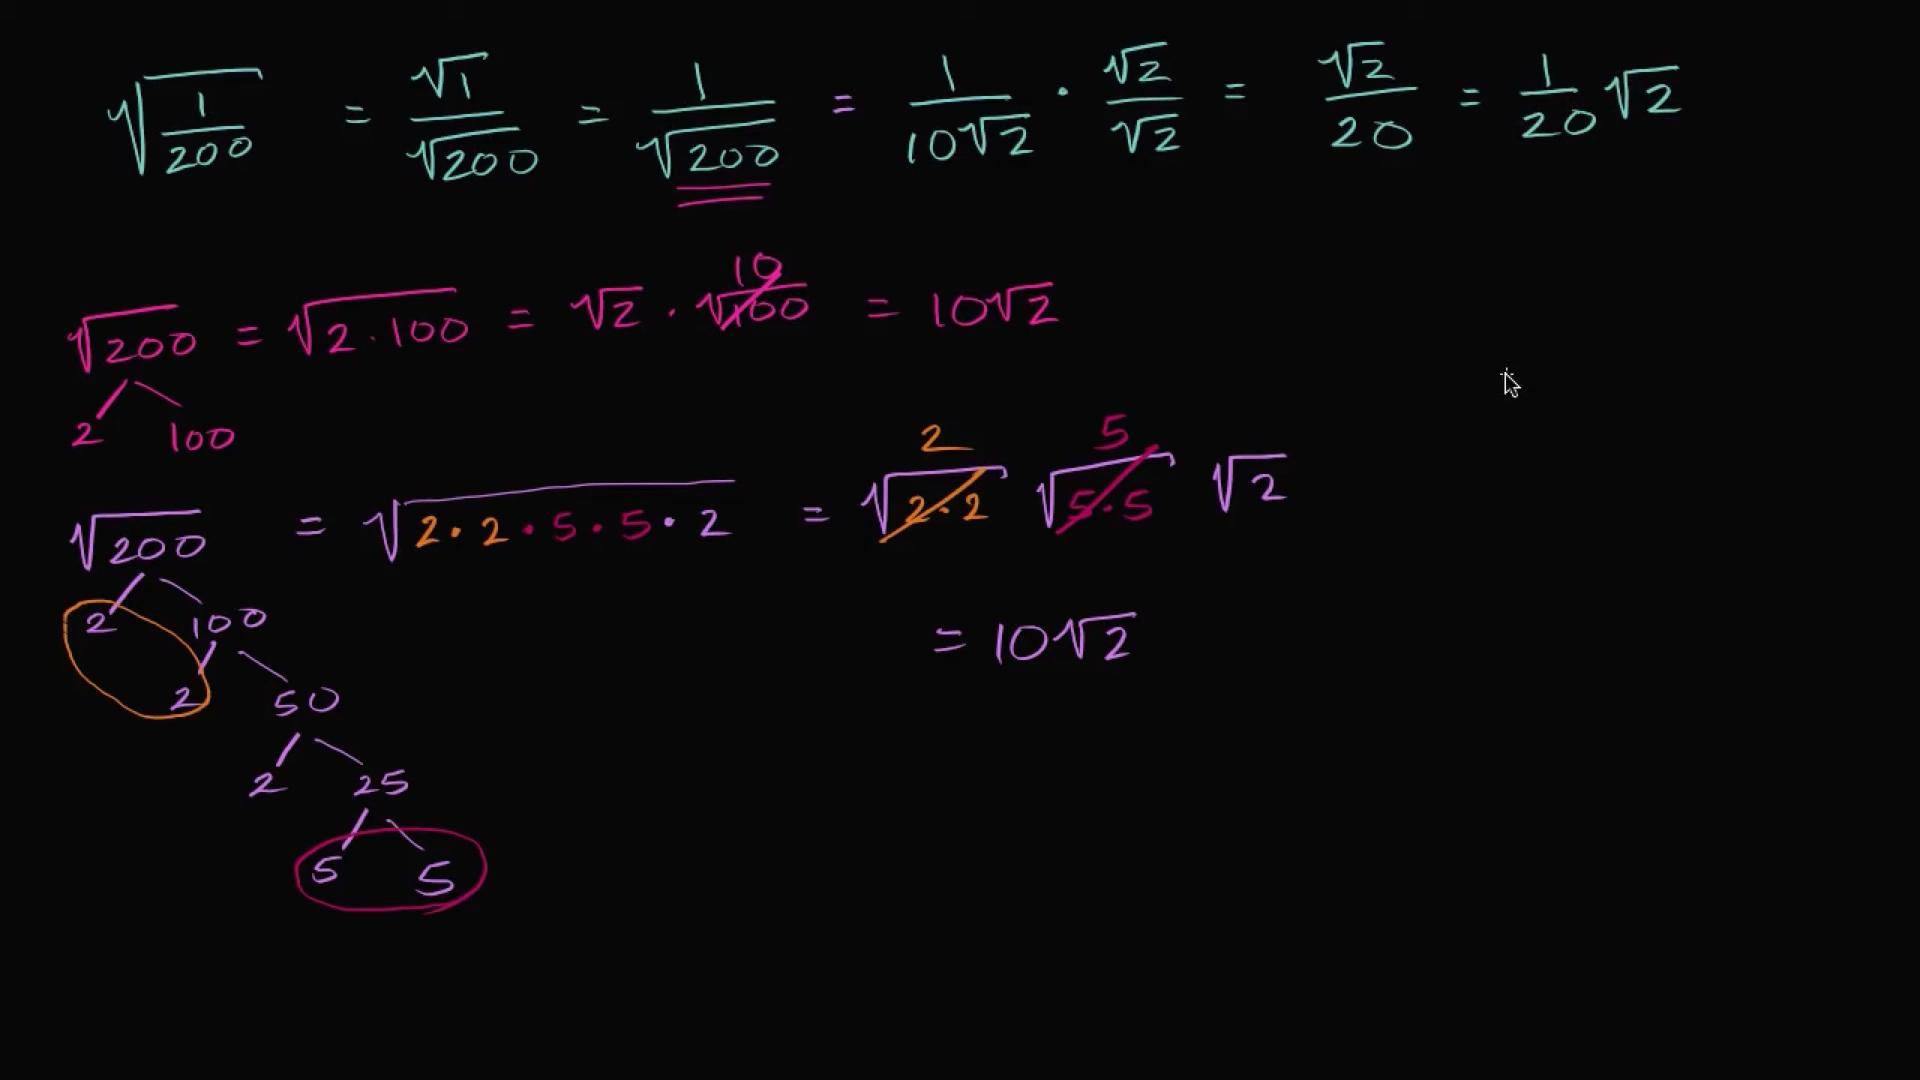 √(1/200) = √1/√200 = 1/√200 = 1/(10√2) · √2/√2 = √2/20 = 1/20 √2
10
√200 = √(2·100) = √2 · √100 = 10√2
2 100
2 5
√200 = √(2·2·5·5·2) = √(2·2) √(5·5) √2
2 100
= 10√2
2 50
2 25
5 5